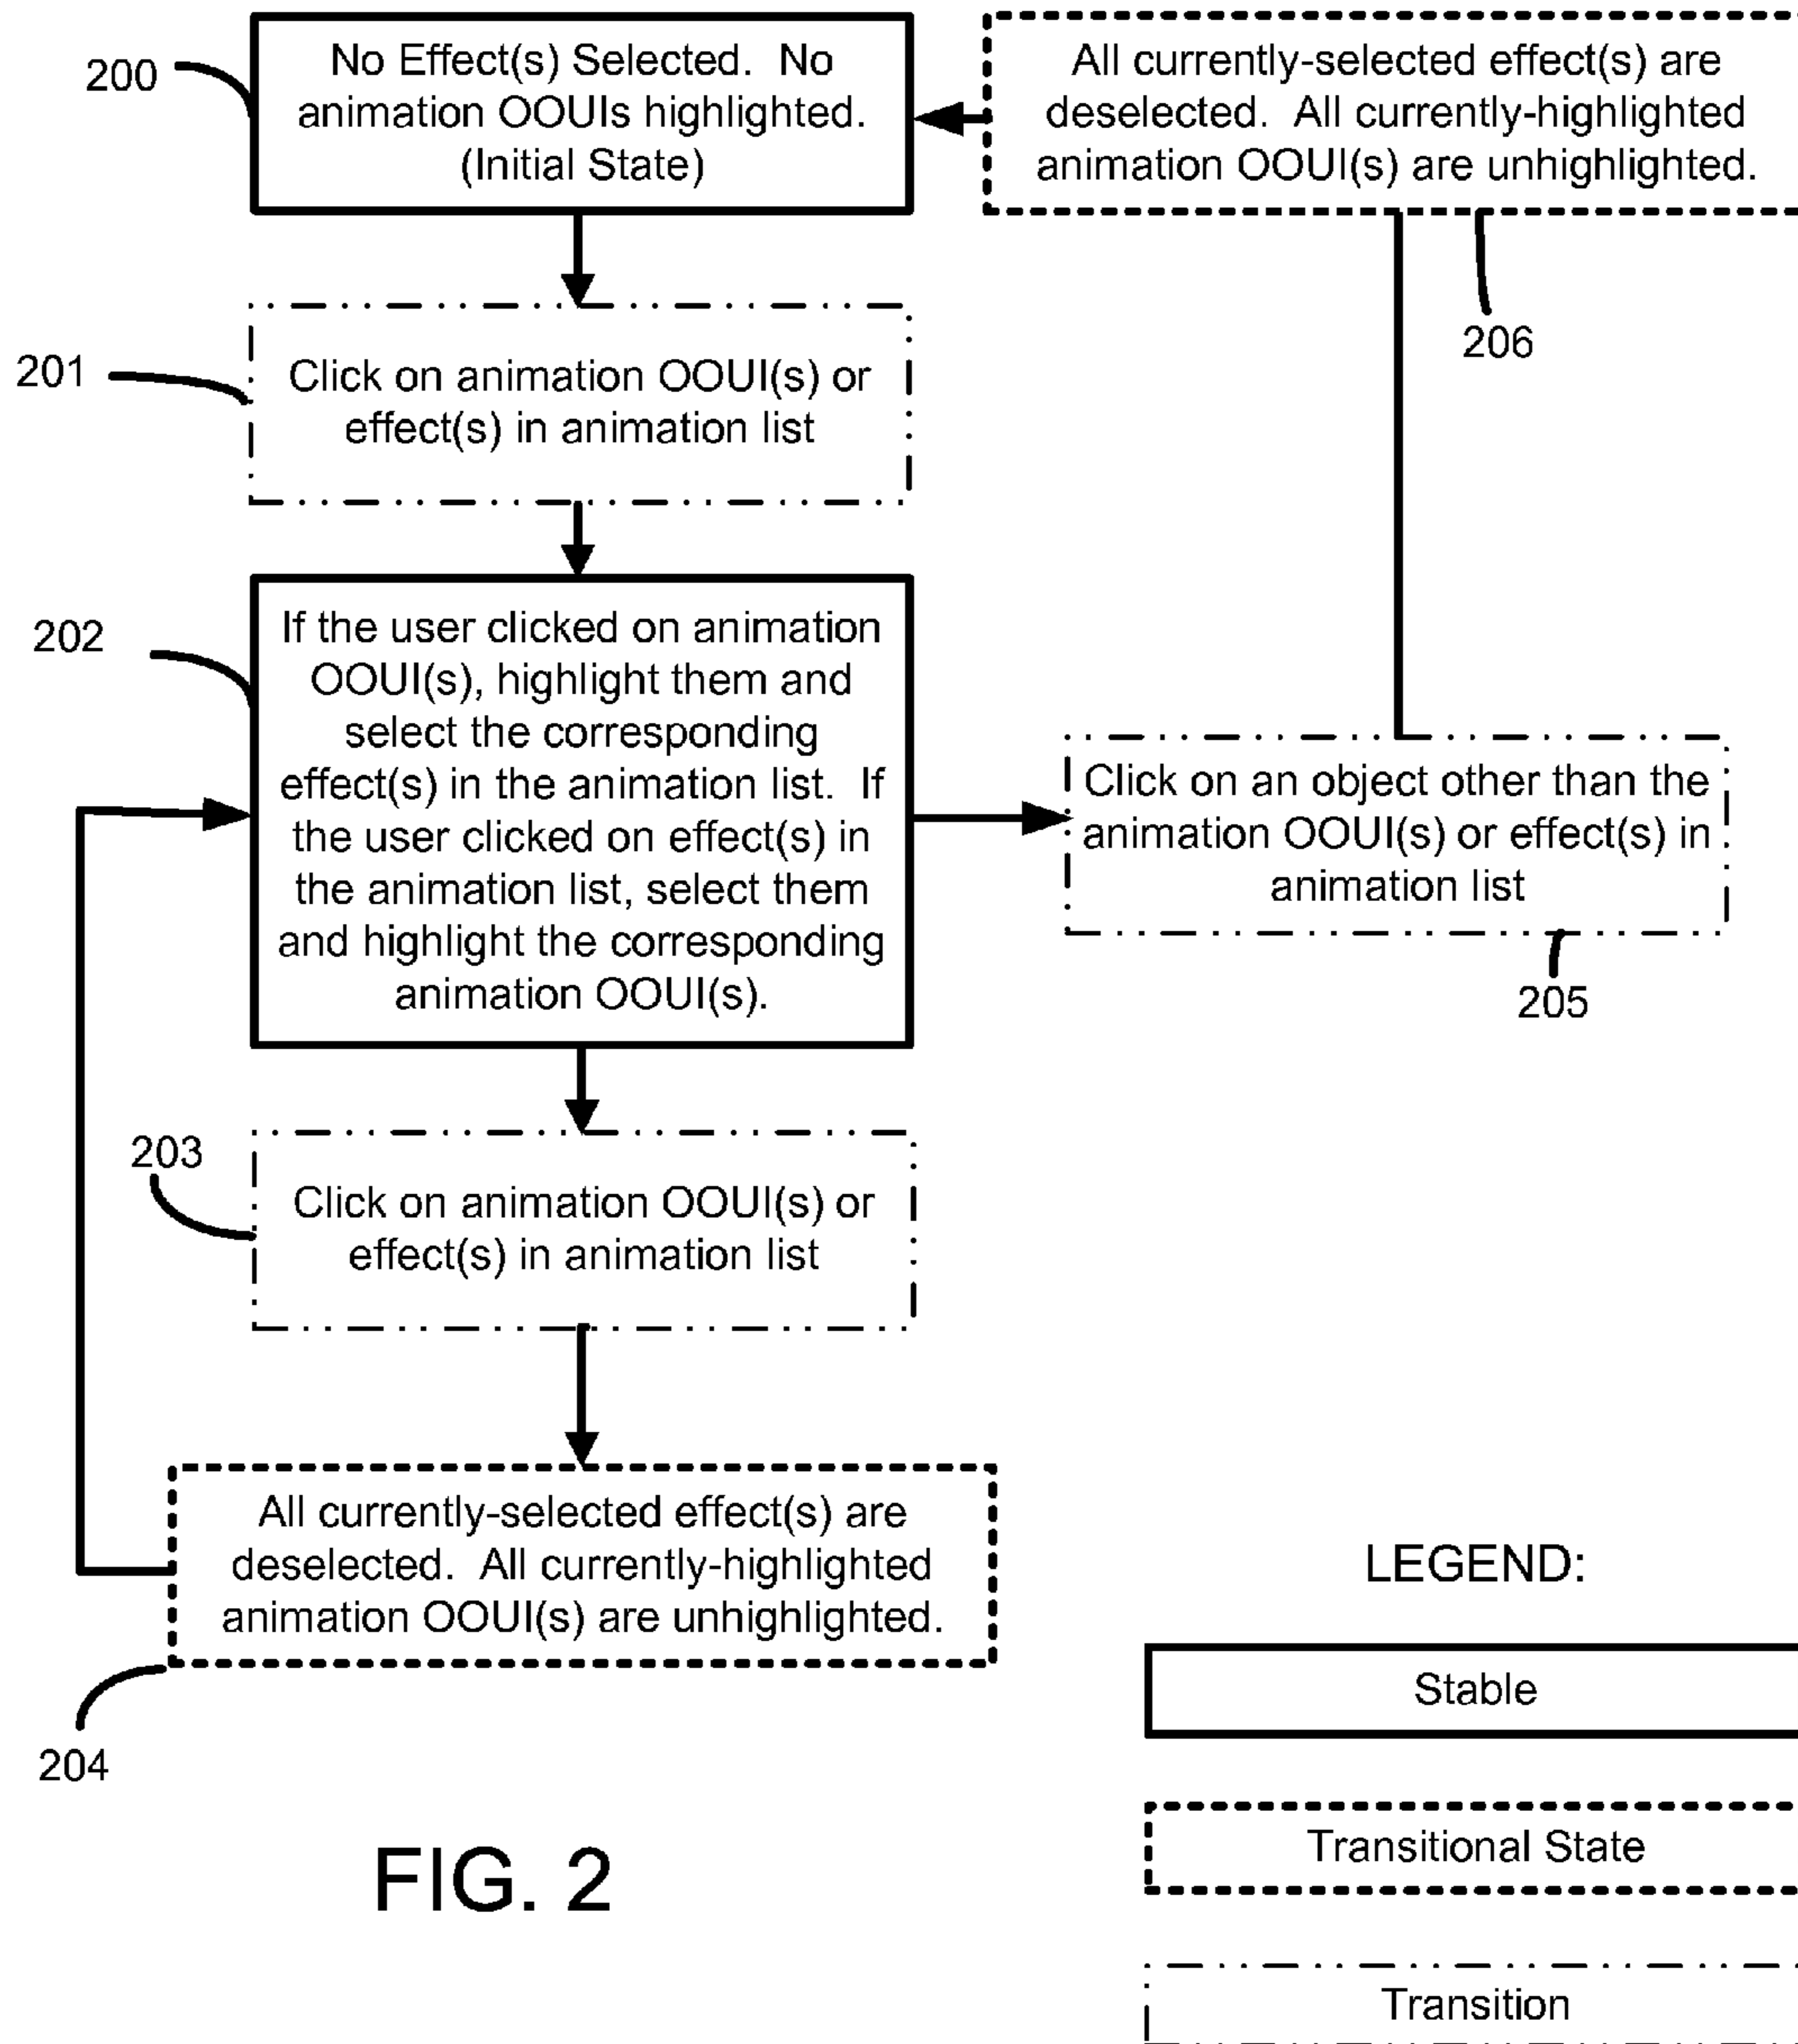 200
No Effect(s) Selected.  No
animation OOUIs highlighted.
(Initial State)
All currently-selected effect(s) are
deselected.  All currently-highlighted
animation OOUI(s) are unhighlighted.
206
201
Click on animation OOUI(s) or
effect(s) in animation list
202
If the user clicked on animation
OOUI(s), highlight them and
select the corresponding
effect(s) in the animation list.  If
the user clicked on effect(s) in
the animation list, select them
and highlight the corresponding
animation OOUI(s).
Click on an object other than the
animation OOUI(s) or effect(s) in
animation list
205
203
Click on animation OOUI(s) or
effect(s) in animation list
All currently-selected effect(s) are
deselected.  All currently-highlighted
animation OOUI(s) are unhighlighted.
204
LEGEND:
Stable
Transitional State
Transition
FIG. 2